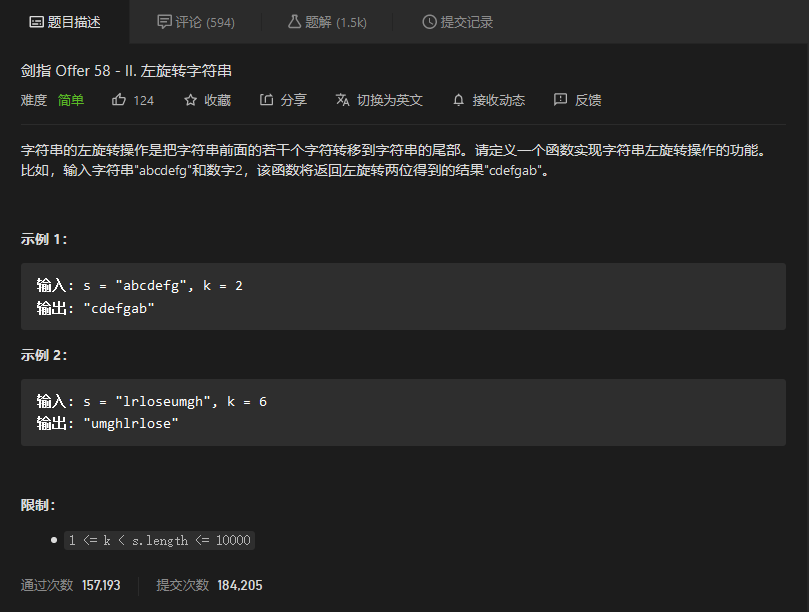 题目描述 评论 (594) 题解 (1.5k) 提交记录
剑指 Offer 58 - II. 左旋转字符串
难度 简单 124 收藏 分享 切换为英文 接收动态 反馈
字符串的左旋转操作是把字符串前面的若干个字符转移到字符串的尾部。请定义一个函数实现字符串左旋转操作的功能。
比如，输入字符串"abcdefg"和数字2，该函数将返回左旋转两位得到的结果"cdefgab"。
示例 1：
输入: s = "abcdefg", k = 2
输出: "cdefgab"
示例 2：
输入: s = "lrloseumgh", k = 6
输出: "umghlrlose"
限制：
1 <= k < s.length <= 10000
通过次数 157,193 提交次数 184,205